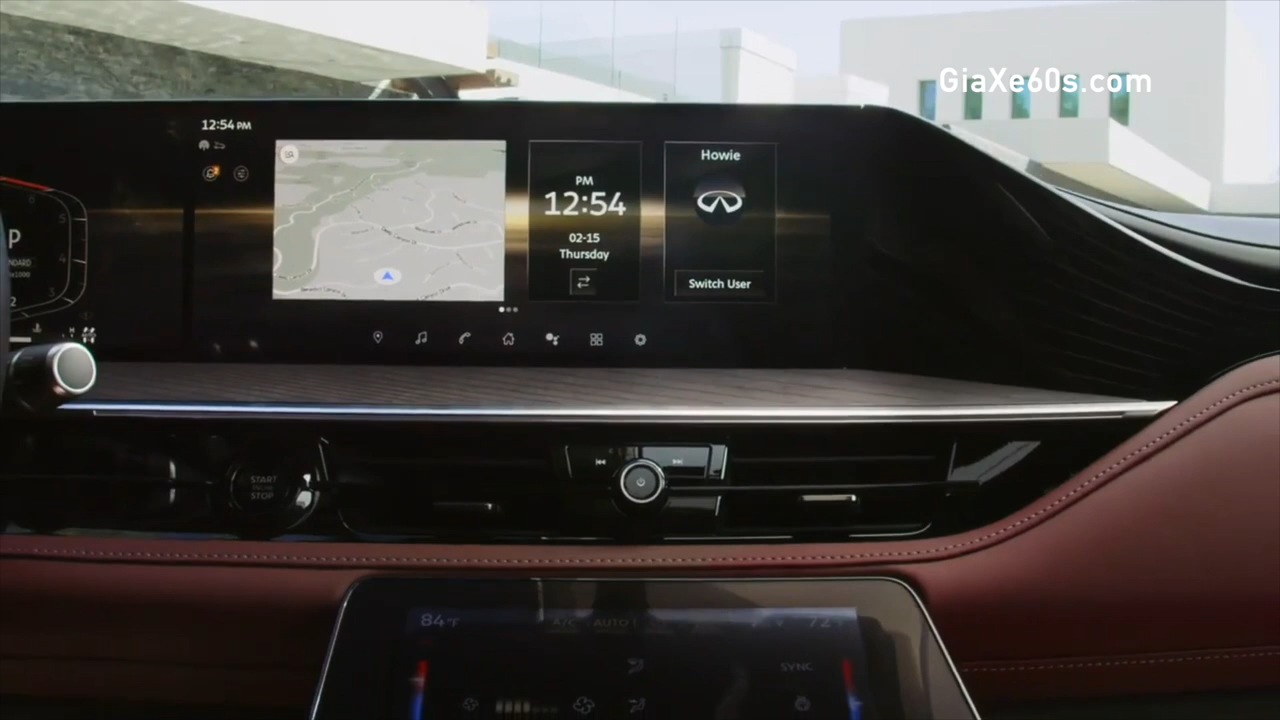 GiaXe60s.com
12:54 PM
Howie
PM
12:54
02-15
Thursday
Switch User
P
START
STOP
84°F
A/C
AUTO
72
SYNC